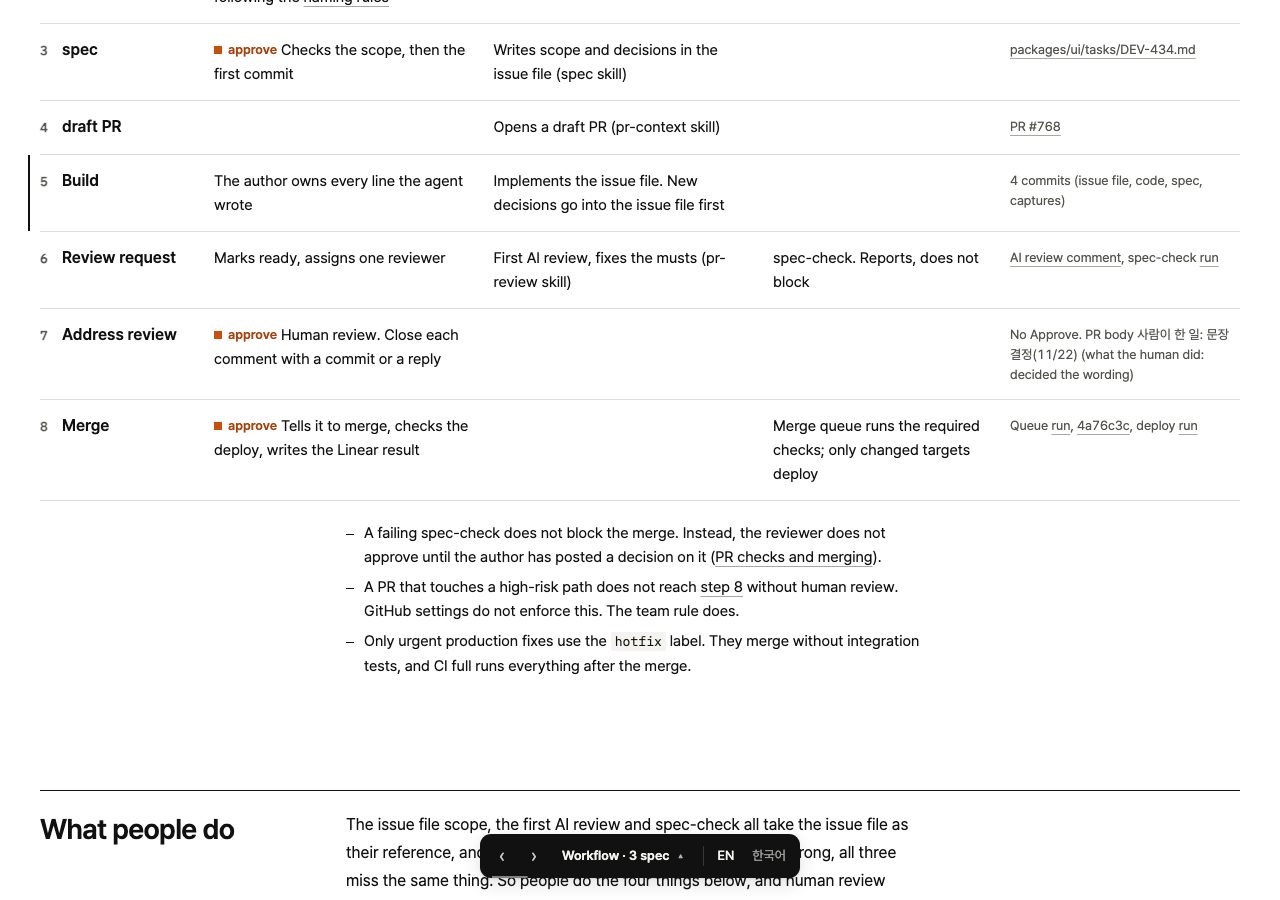 following the naming rules
3 spec ■ approve Checks the scope, then the Writes scope and decisions in the packages/ui/tasks/DEV-434.md
first commit issue file (spec skill)
4 draft PR Opens a draft PR (pr-context skill) PR #768
5 Build The author owns every line the agent Implements the issue file. New 4 commits (issue file, code, spec,
wrote decisions go into the issue file first captures)
6 Review request Marks ready, assigns one reviewer First AI review, fixes the musts (pr- spec-check. Reports, does not AI review comment, spec-check run
review skill) block
7 Address review ■ approve Human review. Close each No Approve. PR body 사람이 한 일: 문장
comment with a commit or a reply 결정(11/22) (what the human did:
decided the wording)
8 Merge ■ approve Tells it to merge, checks the Merge queue runs the required Queue run, 4a76c3c, deploy run
deploy, writes the Linear result checks; only changed targets
deploy
– A failing spec-check does not block the merge. Instead, the reviewer does not
approve until the author has posted a decision on it (PR checks and merging).
– A PR that touches a high-risk path does not reach step 8 without human review.
GitHub settings do not enforce this. The team rule does.
– Only urgent production fixes use the hotfix label. They merge without integration
tests, and CI full runs everything after the merge.
What people do
The issue file scope, the first AI review and spec-check all take the issue file as
their reference, and rong, all three
miss the same thing. So people do the four things below, and human review
‹ › Workflow · 3 spec ▲ EN 한국어